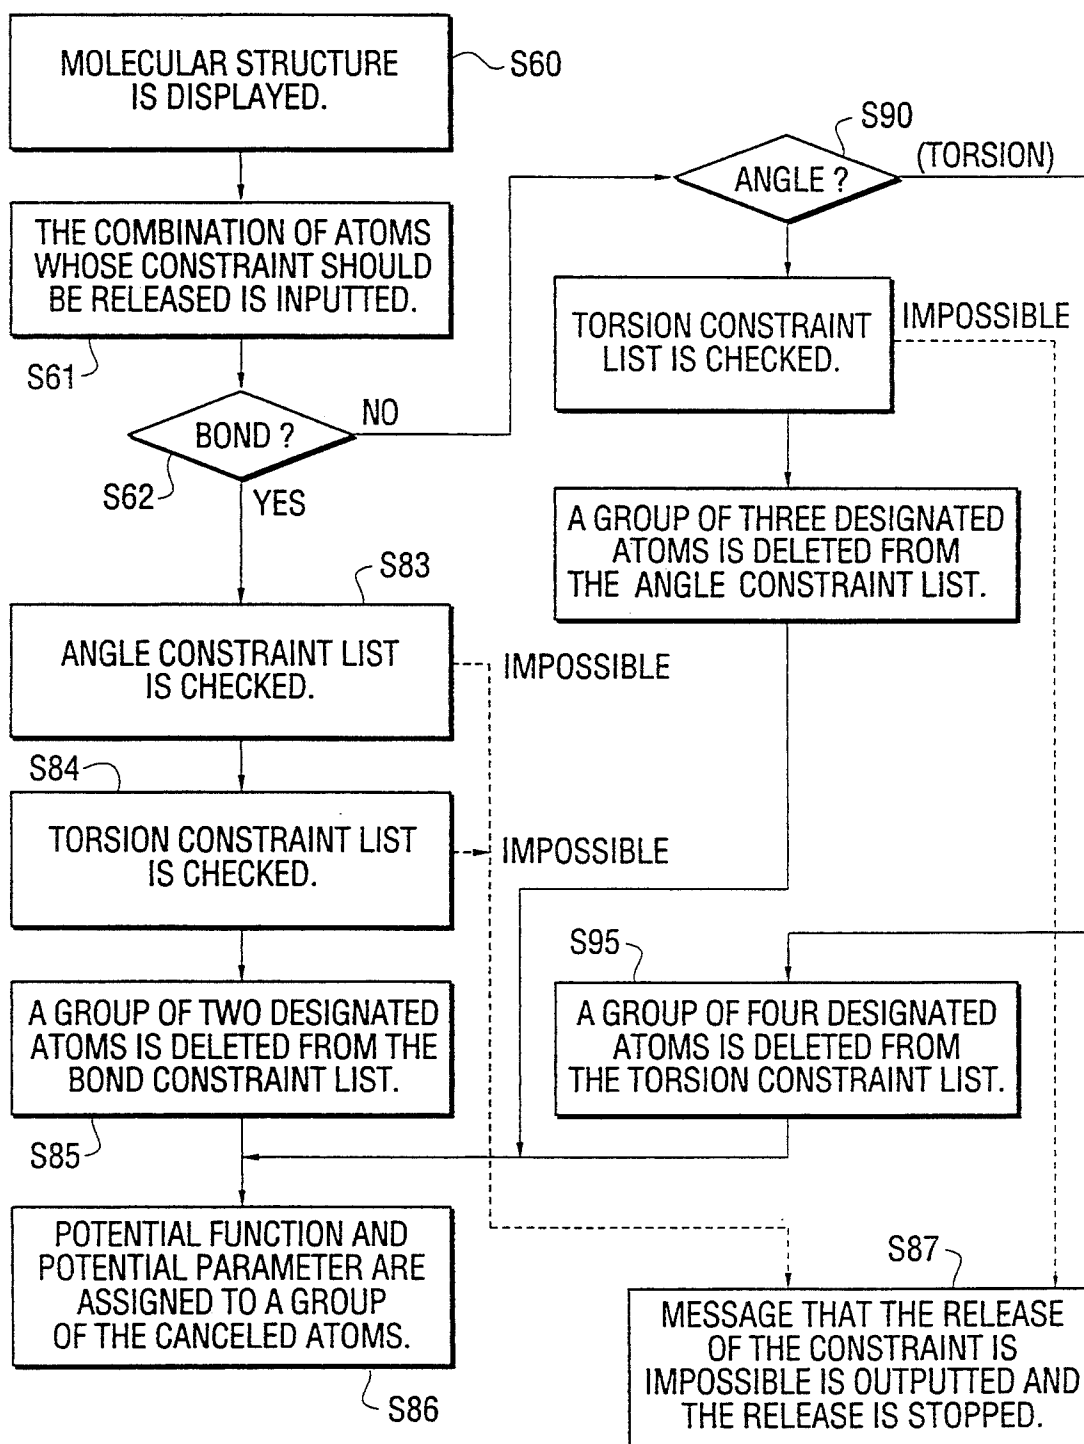 MOLECULAR STRUCTURE
IS DISPLAYED.
S60
THE COMBINATION OF ATOMS
WHOSE CONSTRAINT SHOULD
BE RELEASED IS INPUTTED.
S61
BOND ?
NO
S62
YES
S83
ANGLE CONSTRAINT LIST
IS CHECKED.
IMPOSSIBLE
S84
TORSION CONSTRAINT LIST
IS CHECKED.
IMPOSSIBLE
A GROUP OF TWO DESIGNATED
ATOMS IS DELETED FROM THE
BOND CONSTRAINT LIST.
S85
POTENTIAL FUNCTION AND
POTENTIAL PARAMETER ARE
ASSIGNED TO A GROUP
OF THE CANCELED ATOMS.
S86
S90
ANGLE ?
(TORSION)
TORSION CONSTRAINT
LIST IS CHECKED.
IMPOSSIBLE
A GROUP OF THREE DESIGNATED
ATOMS IS DELETED FROM
THE ANGLE CONSTRAINT LIST.
S95
A GROUP OF FOUR DESIGNATED
ATOMS IS DELETED FROM
THE TORSION CONSTRAINT LIST.
S87
MESSAGE THAT THE RELEASE
OF THE CONSTRAINT IS
IMPOSSIBLE IS OUTPUTTED AND
THE RELEASE IS STOPPED.